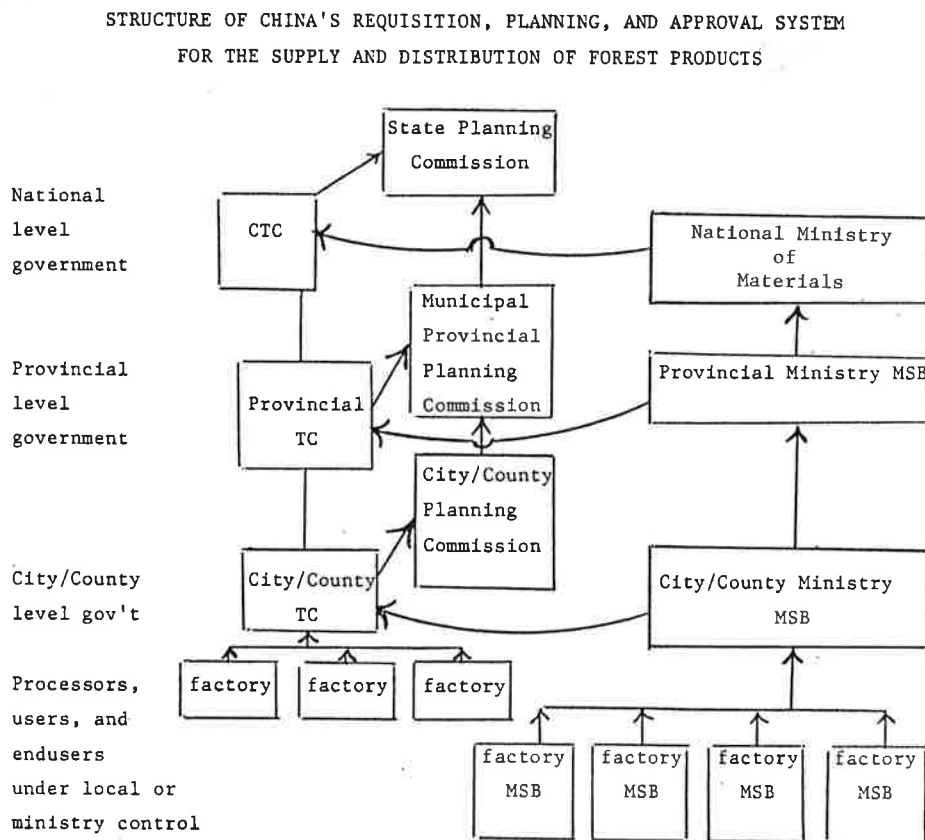 STRUCTURE OF CHINA'S REQUISITION, PLANNING, AND APPROVAL SYSTEM
FOR THE SUPPLY AND DISTRIBUTION OF FOREST PRODUCTS
State Planning
Commission
National
level
government
CTC
National Ministry
of
Materials
Municipal
Provincial
Planning
Commission
Provincial
level
government
Provincial
TC
Provincial Ministry MSB
City/County
Planning
Commission
City/County
level gov't
City/County
TC
City/County Ministry
MSB
Processors,
users, and
endusers
under local or
ministry control
factory
factory
factory
factory
MSB
factory
MSB
factory
MSB
factory
MSB